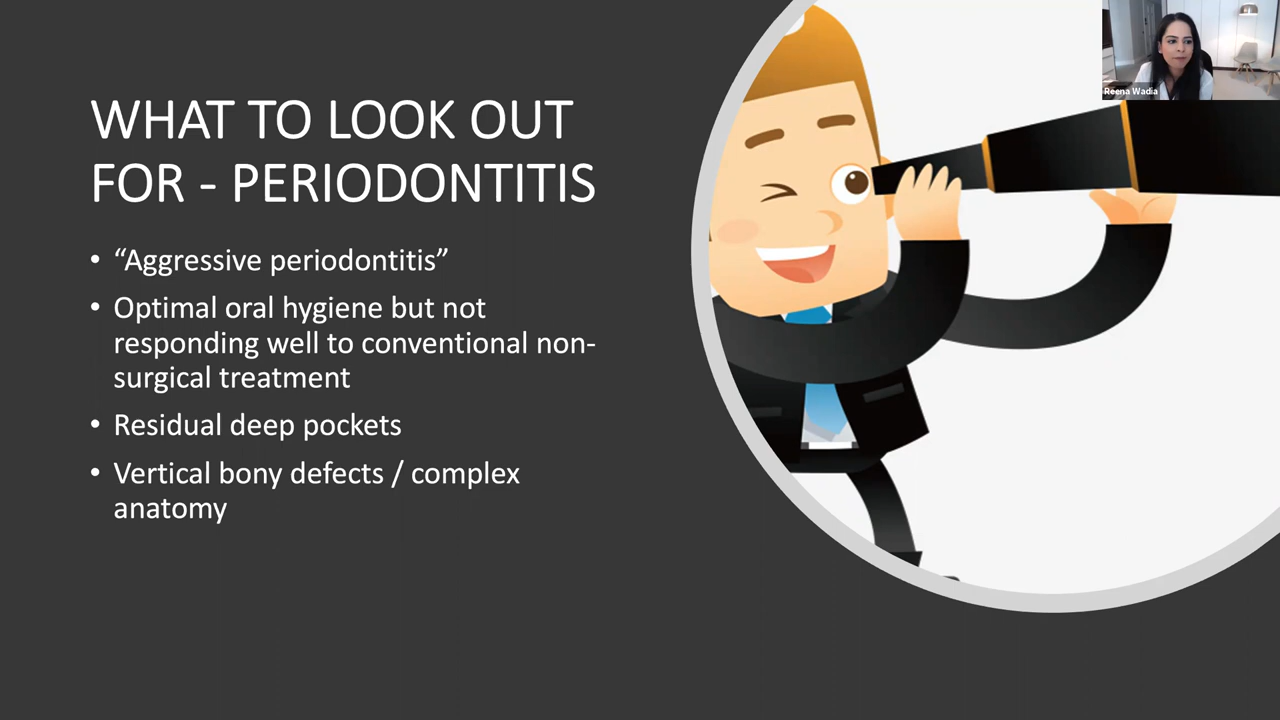 WHAT TO LOOK OUT
FOR - PERIODONTITIS
• “Aggressive periodontitis”
• Optimal oral hygiene but not
responding well to conventional non-
surgical treatment
• Residual deep pockets
• Vertical bony defects / complex
anatomy
Reena Wadia